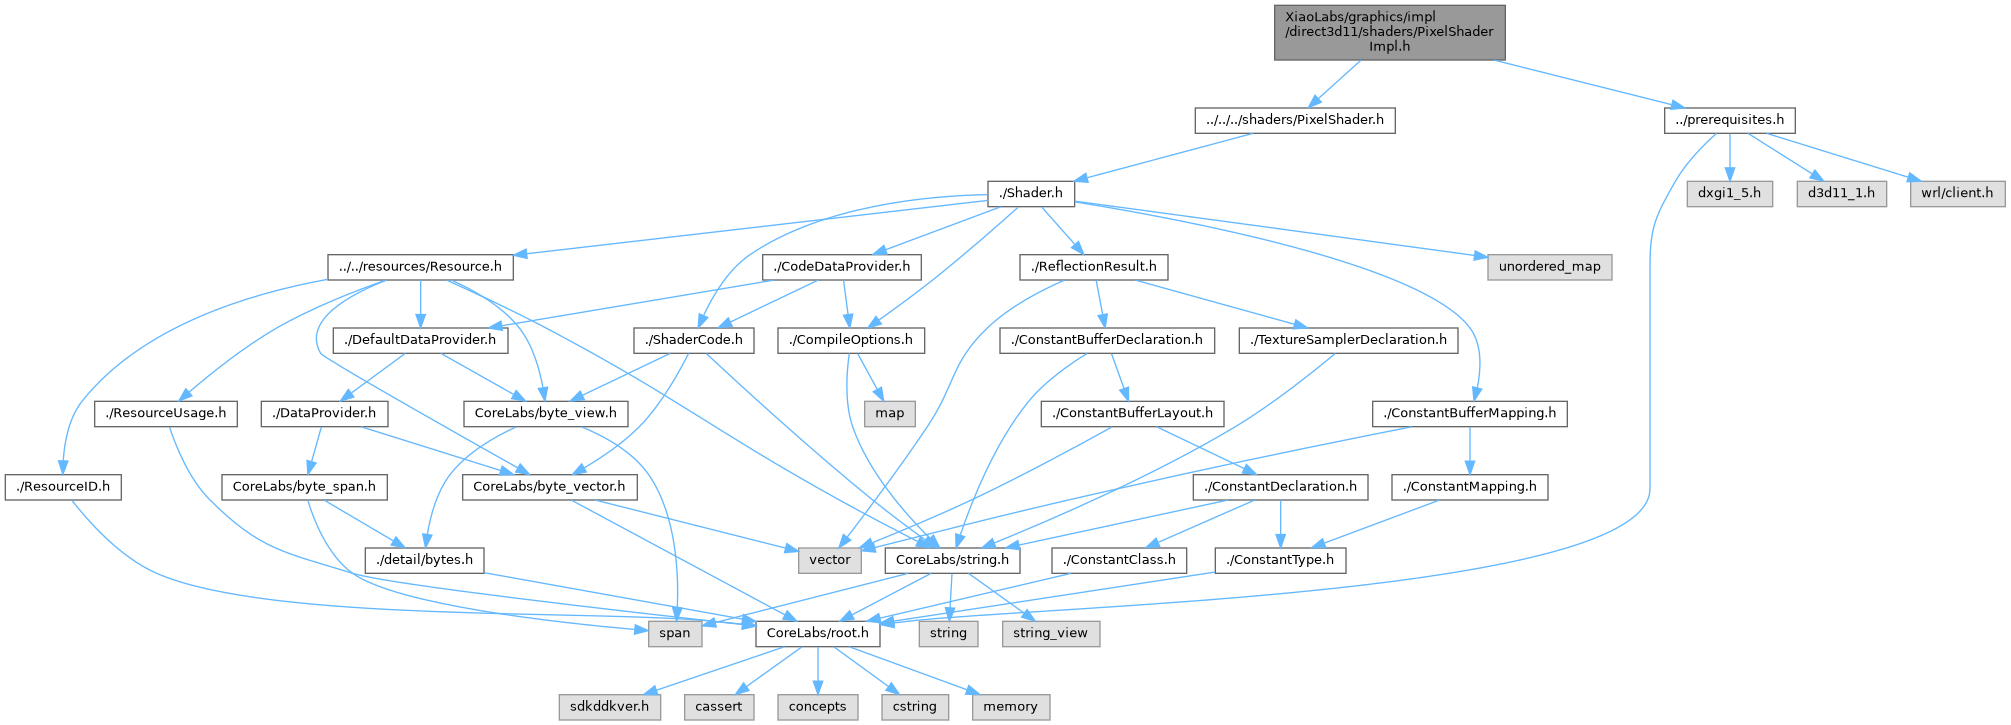 XiaoLabs/graphics/impl
/direct3d11/shaders/PixelShader
Impl.h
../../../shaders/PixelShader.h
../prerequisites.h
./Shader.h
dxgi1_5.h
d3d11_1.h
wrl/client.h
../../resources/Resource.h
./CodeDataProvider.h
./ReflectionResult.h
unordered_map
./DefaultDataProvider.h
./ShaderCode.h
./CompileOptions.h
./ConstantBufferDeclaration.h
./TextureSamplerDeclaration.h
./ResourceUsage.h
./DataProvider.h
CoreLabs/byte_view.h
map
./ConstantBufferLayout.h
./ConstantBufferMapping.h
./ResourceID.h
CoreLabs/byte_span.h
CoreLabs/byte_vector.h
./ConstantDeclaration.h
./ConstantMapping.h
./detail/bytes.h
vector
CoreLabs/string.h
./ConstantClass.h
./ConstantType.h
span
CoreLabs/root.h
string
string_view
sdkddkver.h
cassert
concepts
cstring
memory